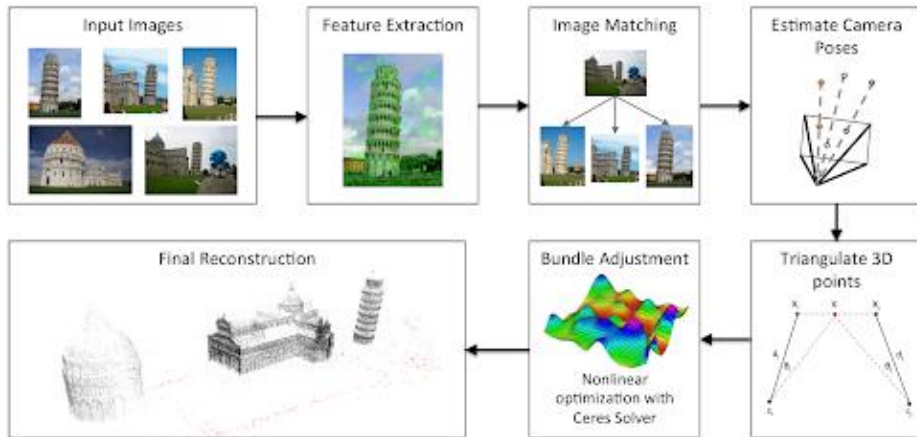 Input Images
Feature Extraction
Image Matching
Estimate Camera
Poses
Final Reconstruction
Bundle Adjustment
Nonlinear
optimization with
Ceres Solver
Triangulate 3D
points